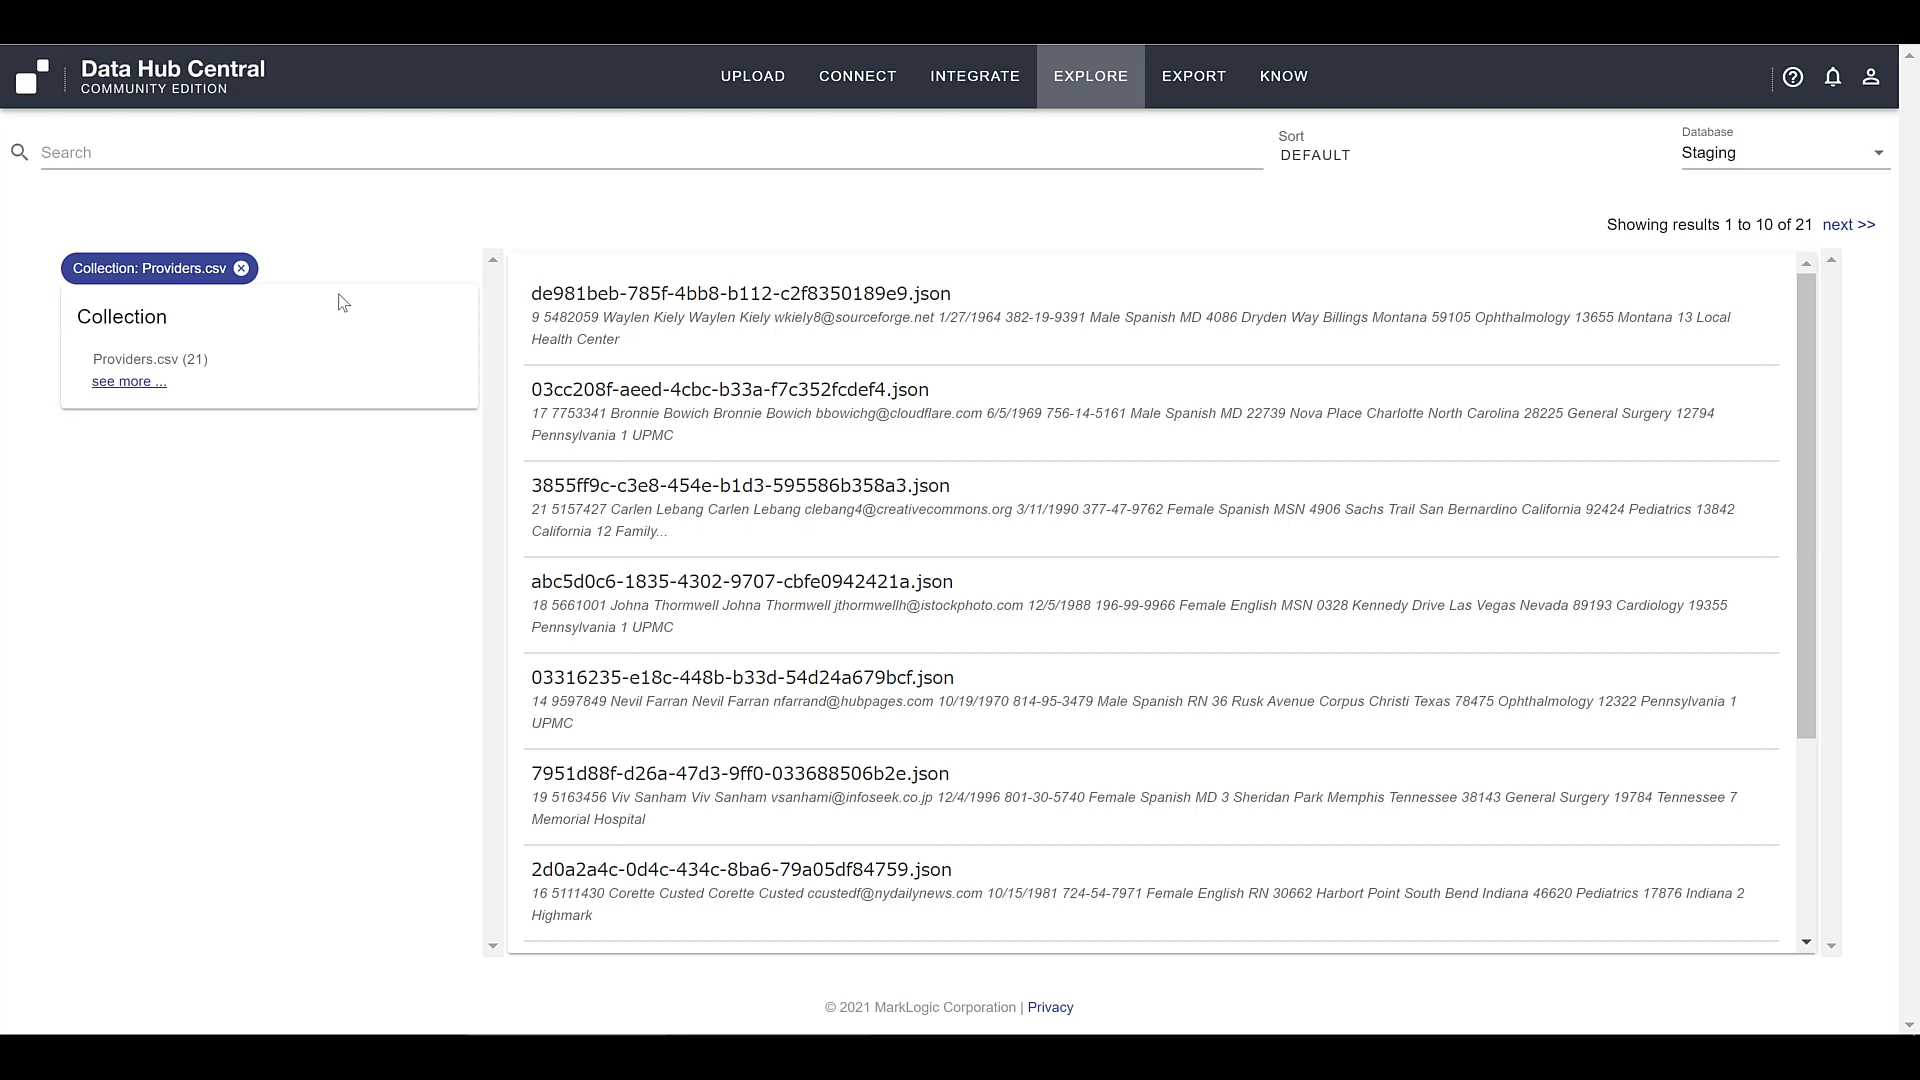 Data Hub Central
COMMUNITY EDITION
UPLOAD
CONNECT
INTEGRATE
EXPLORE
EXPORT
KNOW
Search
Sort
DEFAULT
Database
Staging
Showing results 1 to 10 of 21 next >>
Collection: Providers.csv
Collection
Providers.csv (21)
see more ...
de981beb-785f-4bb8-b112-c2f8350189e9.json
9 5482059 Waylen Kiely Waylen Kiely wkiely8@sourceforge.net 1/27/1964 382-19-9391 Male Spanish MD 4086 Dryden Way Billings Montana 59105 Ophthalmology 13655 Montana 13 Local
Health Center
03cc208f-aeed-4cbc-b33a-f7c352fcdef4.json
17 7753341 Bronnie Bowich Bronnie Bowich bbowichg@cloudflare.com 6/5/1969 756-14-5161 Male Spanish MD 22739 Nova Place Charlotte North Carolina 28225 General Surgery 12794
Pennsylvania 1 UPMC
3855ff9c-c3e8-454e-b1d3-595586b358a3.json
21 5157427 Carlen Lebang Carlen Lebang clebang4@creativecommons.org 3/11/1990 377-47-9762 Female Spanish MSN 4906 Sachs Trail San Bernardino California 92424 Pediatrics 13842
California 12 Family...
abc5d0c6-1835-4302-9707-cbfe0942421a.json
18 5661001 Johna Thormwell Johna Thormwell jthormwellh@istockphoto.com 12/5/1988 196-99-9966 Female English MSN 0328 Kennedy Drive Las Vegas Nevada 89193 Cardiology 19355
Pennsylvania 1 UPMC
03316235-e18c-448b-b33d-54d24a679bcf.json
14 9597849 Nevil Farran Nevil Farran nfarrand@hubpages.com 10/19/1970 814-95-3479 Male Spanish RN 36 Rusk Avenue Corpus Christi Texas 78475 Ophthalmology 12322 Pennsylvania 1
UPMC
7951d88f-d26a-47d3-9ff0-033688506b2e.json
19 5163456 Viv Sanham Viv Sanham vsanhami@infoseek.co.jp 12/4/1996 801-30-5740 Female Spanish MD 3 Sheridan Park Memphis Tennessee 38143 General Surgery 19784 Tennessee 7
Memorial Hospital
2d0a2a4c-0d4c-434c-8ba6-79a05df84759.json
16 5111430 Corette Custed Corette Custed ccustedf@nydailynews.com 10/15/1981 724-54-7971 Female English RN 30662 Harbort Point South Bend Indiana 46620 Pediatrics 17876 Indiana 2
Highmark
© 2021 MarkLogic Corporation | Privacy